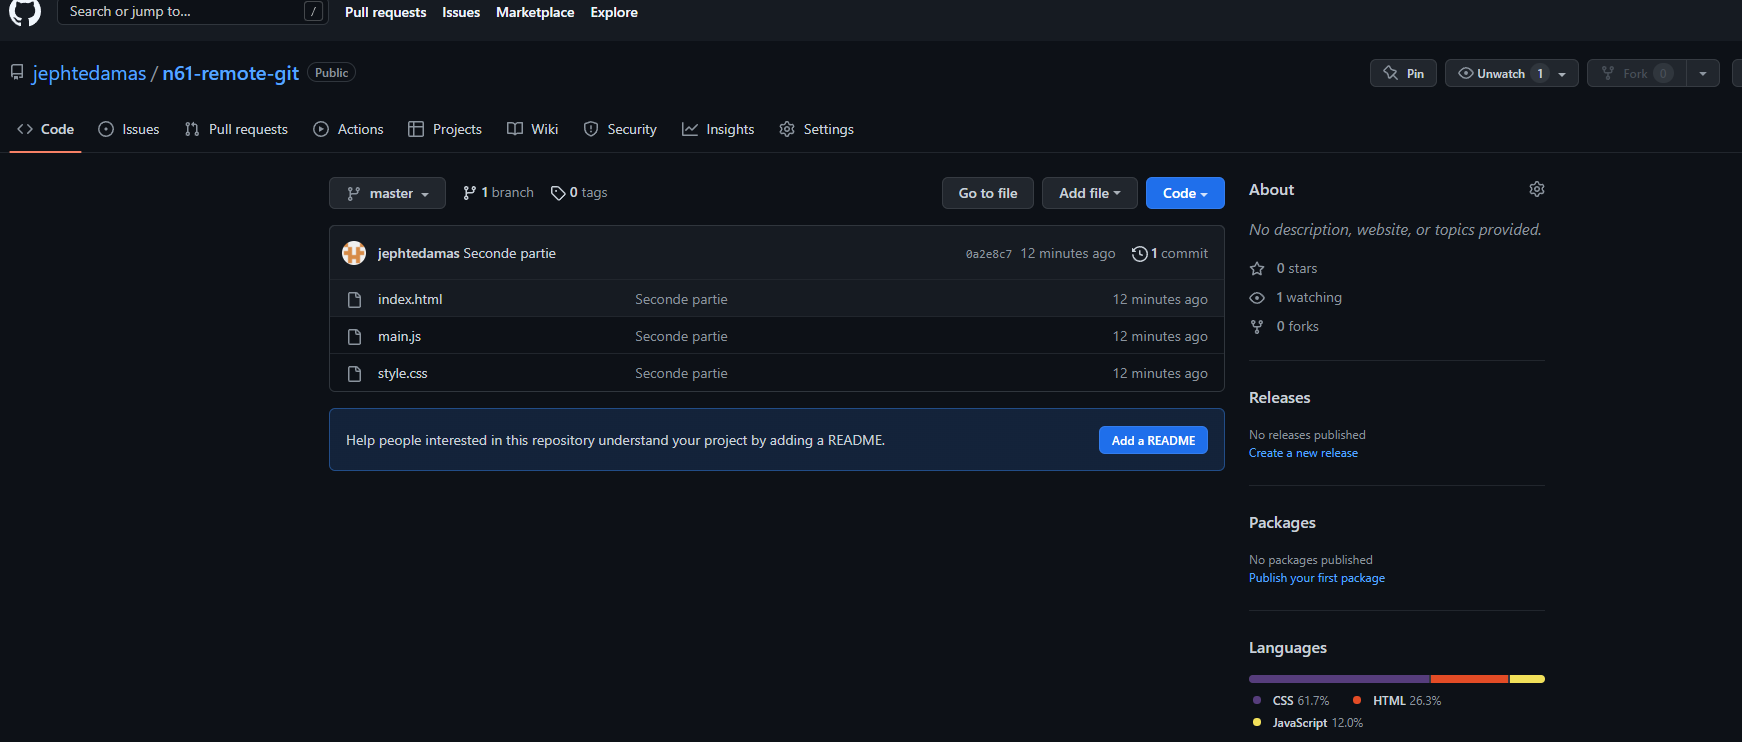 Search or jump to... /
Pull requests Issues Marketplace Explore
jephtedamas / n61-remote-git Public
Pin Unwatch 1 Fork 0
Code Issues Pull requests Actions Projects Wiki Security Insights Settings
master 1 branch 0 tags Go to file Add file Code
jephtedamas Seconde partie 0a2e8c7 12 minutes ago 1 commit
index.html Seconde partie 12 minutes ago
main.js Seconde partie 12 minutes ago
style.css Seconde partie 12 minutes ago
Help people interested in this repository understand your project by adding a README. Add a README
About
No description, website, or topics provided.
0 stars
1 watching
0 forks
Releases
No releases published
Create a new release
Packages
No packages published
Publish your first package
Languages
CSS 61.7% HTML 26.3%
JavaScript 12.0%